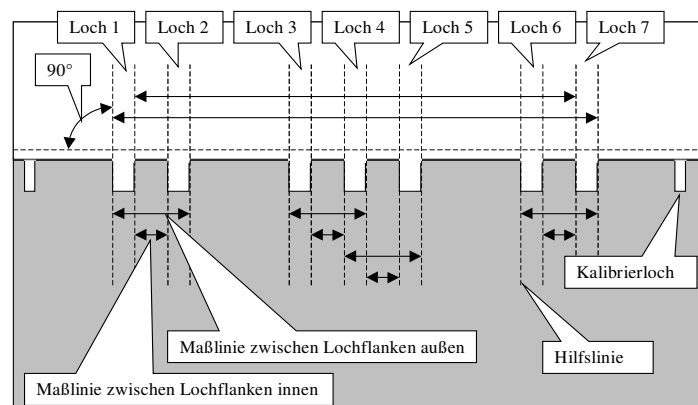 Loch 1
Loch 2
Loch 3
Loch 4
Loch 5
Loch 6
Loch 7
90°
Kalibrierloch
Maßlinie zwischen Lochflanken außen
Hilfslinie
Maßlinie zwischen Lochflanken innen